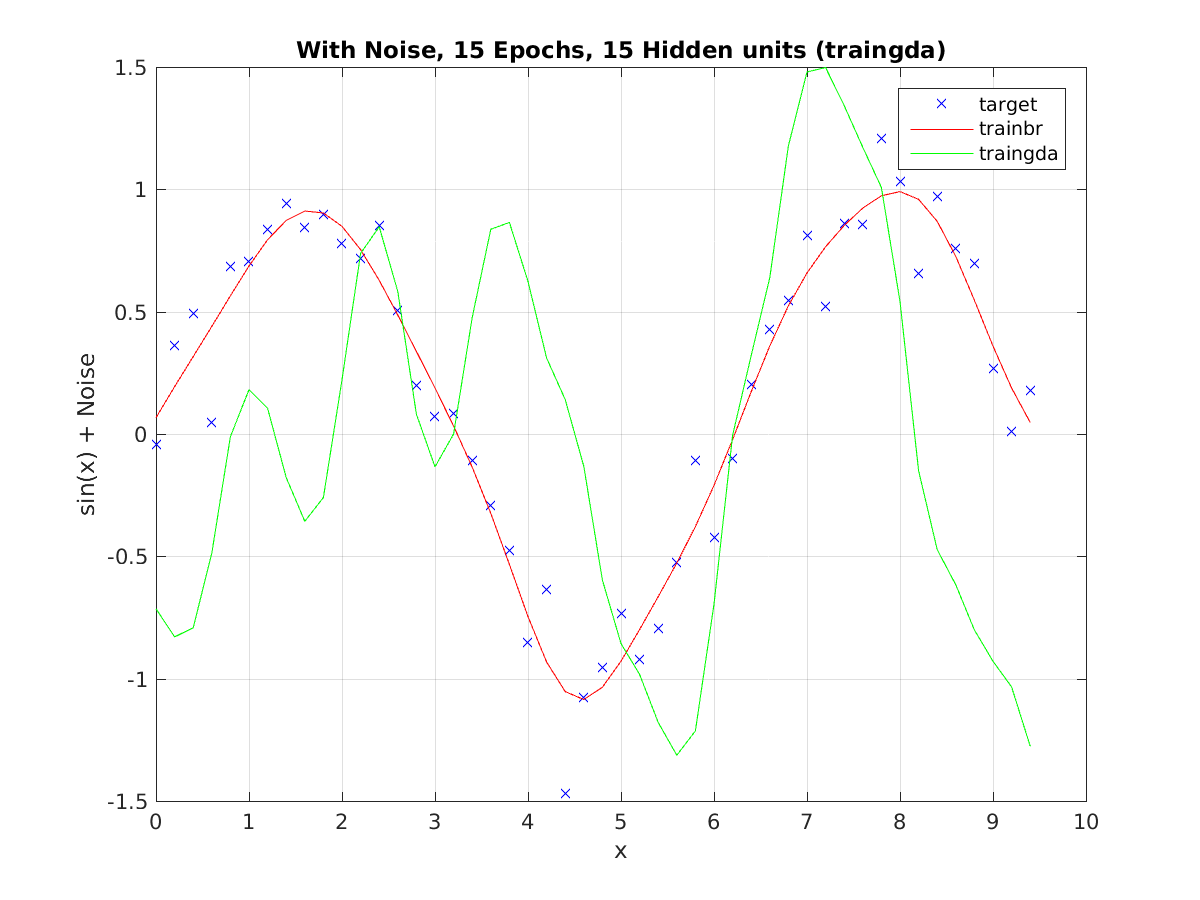 With Noise, 15 Epochs, 15 Hidden units (traingda)
1.5
target
trainbr
traingda
1
0.5
sin(x) + Noise
0
-0.5
-1
-1.5
0 1 2 3 4 5 6 7 8 9 10
x